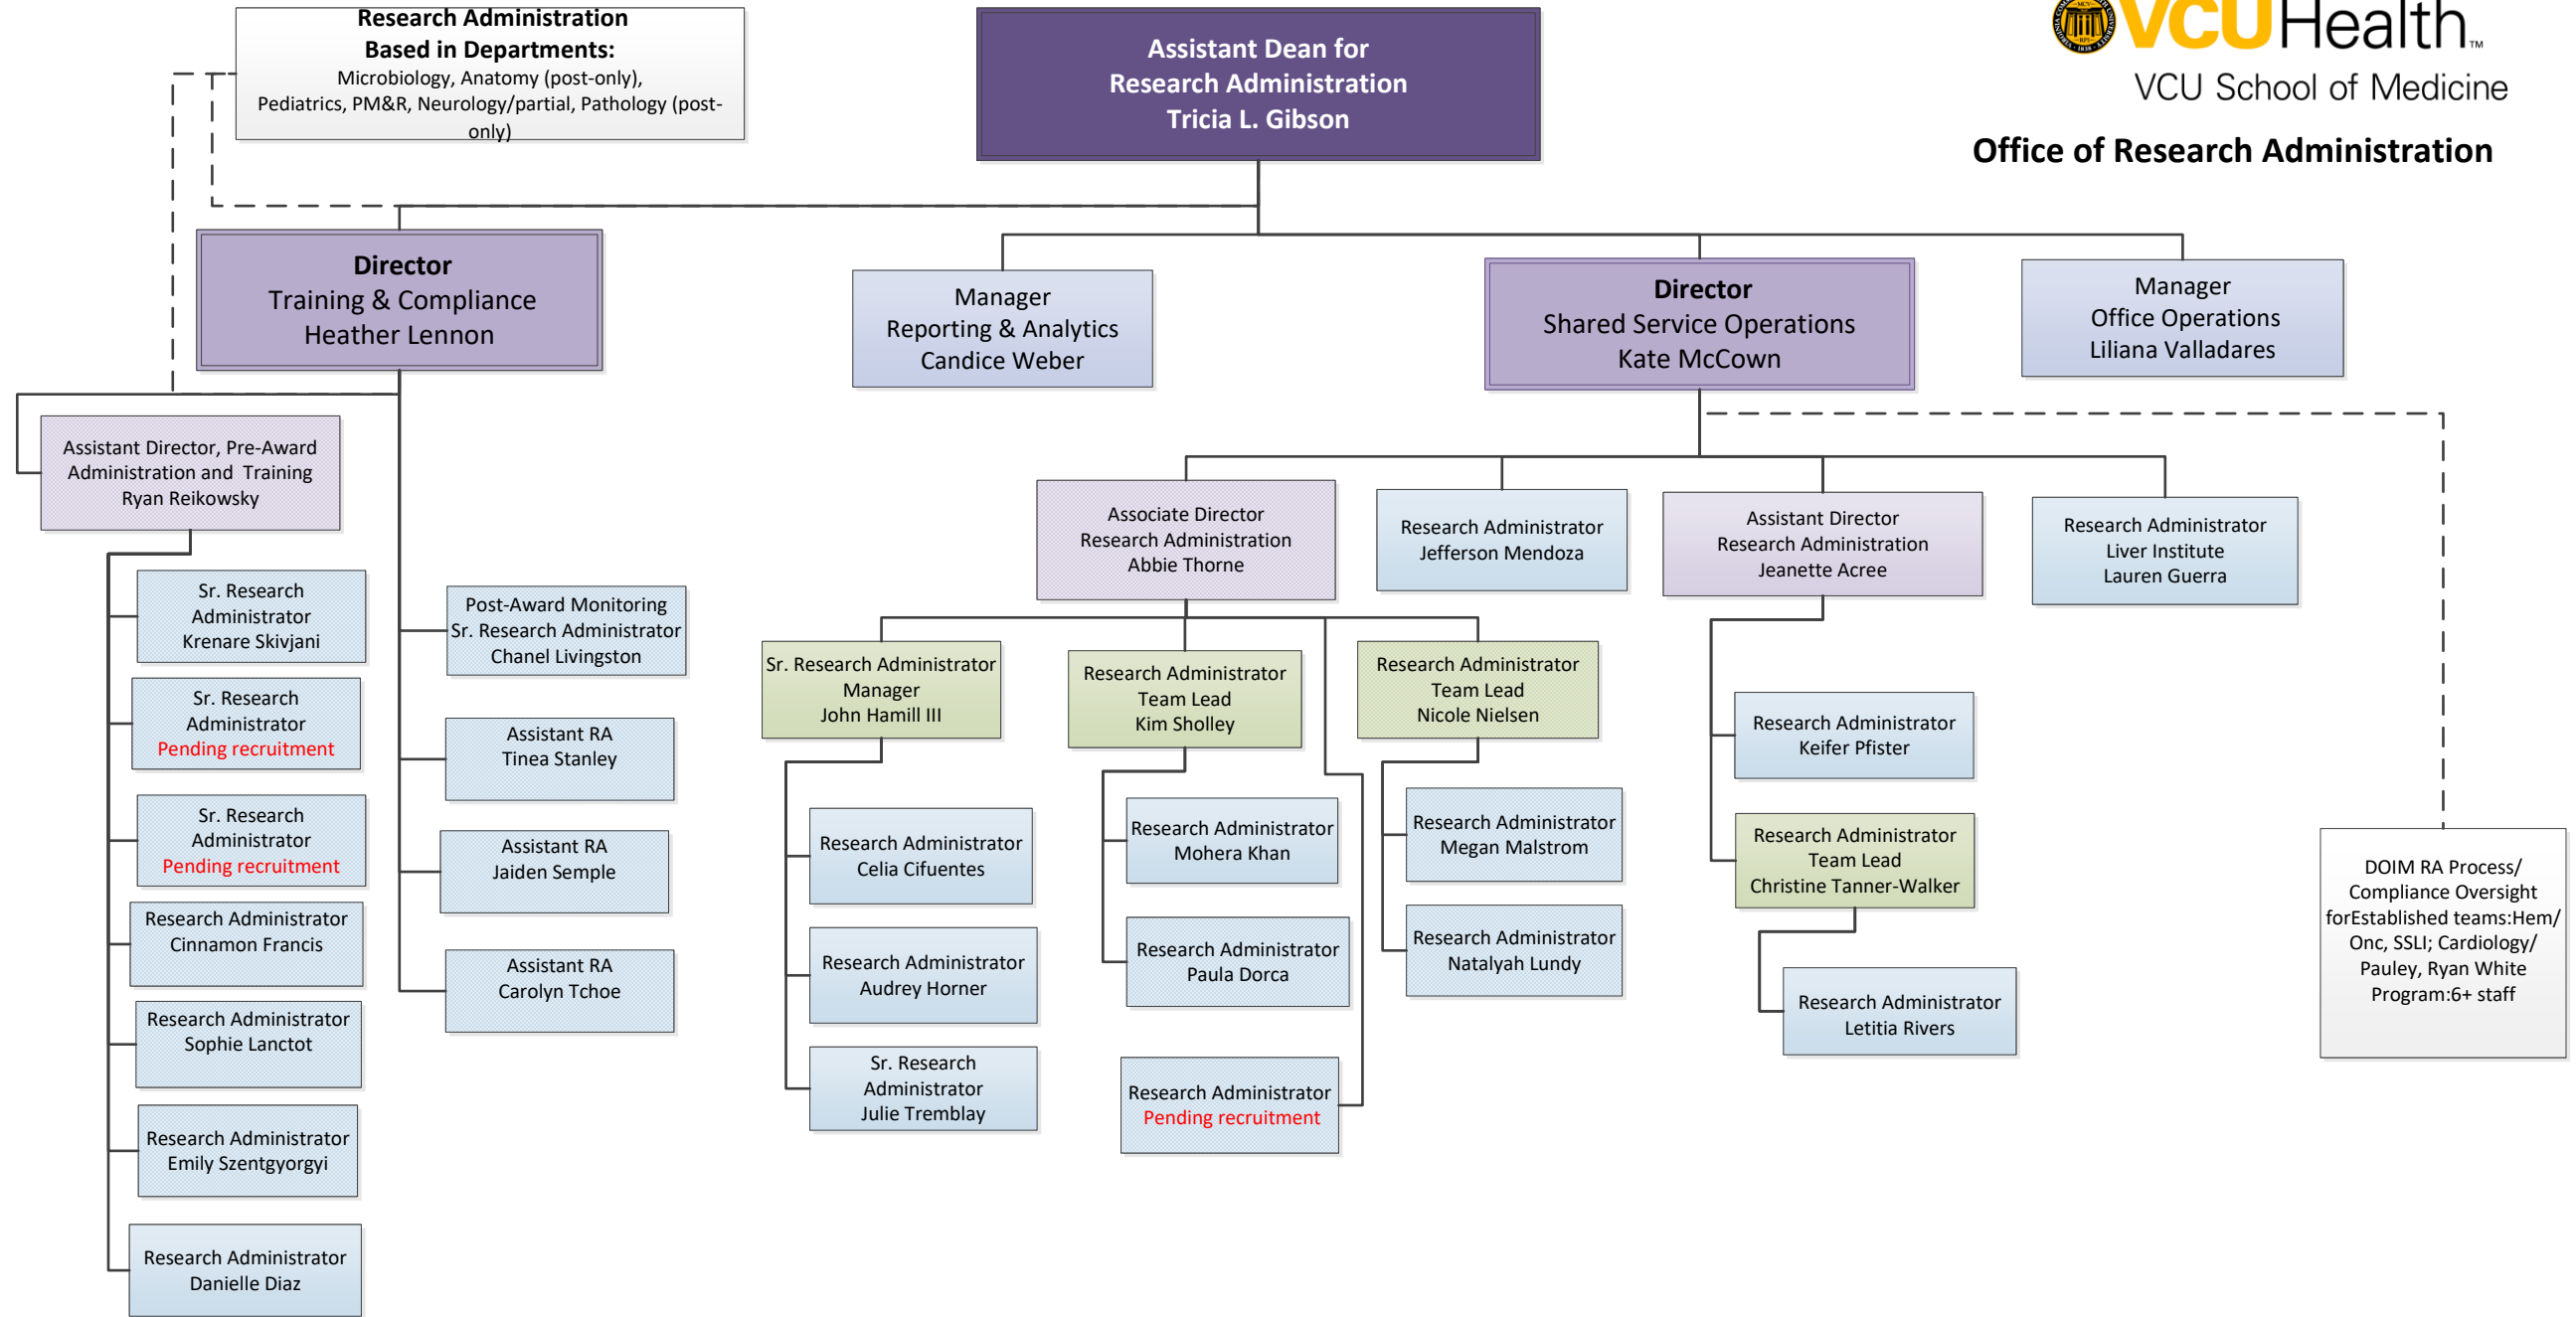 Research Administration
Based in Departments:
Microbiology, Anatomy (post-only),
Pediatrics, PM&R, Neurology/partial, Pathology (post-
only)
Assistant Dean for
Research Administration
Tricia L. Gibson
VCUHealth™
VCU School of Medicine
Office of Research Administration
Director
Training & Compliance
Heather Lennon
Manager
Reporting & Analytics
Candice Weber
Director
Shared Service Operations
Kate McCown
Manager
Office Operations
Liliana Valladares
Assistant Director, Pre-Award
Administration and Training
Ryan Reikowsky
Sr. Research
Administrator
Krenare Skivjani
Sr. Research
Administrator
Pending recruitment
Sr. Research
Administrator
Pending recruitment
Research Administrator
Cinnamon Francis
Research Administrator
Sophie Lanctot
Research Administrator
Emily Szentgyorgyi
Research Administrator
Danielle Diaz
Post-Award Monitoring
Sr. Research Administrator
Chanel Livingston
Assistant RA
Tinea Stanley
Assistant RA
Jaiden Semple
Assistant RA
Carolyn Tchoe
Associate Director
Research Administration
Abbie Thorne
Research Administrator
Jefferson Mendoza
Assistant Director
Research Administration
Jeanette Acree
Research Administrator
Liver Institute
Lauren Guerra
Sr. Research Administrator
Manager
John Hamill III
Research Administrator
Celia Cifuentes
Research Administrator
Audrey Horner
Sr. Research
Administrator
Julie Tremblay
Research Administrator
Team Lead
Kim Sholley
Research Administrator
Mohera Khan
Research Administrator
Paula Dorca
Research Administrator
Pending recruitment
Research Administrator
Team Lead
Nicole Nielsen
Research Administrator
Megan Malstrom
Research Administrator
Natalyah Lundy
Research Administrator
Keifer Pfister
Research Administrator
Team Lead
Christine Tanner-Walker
Research Administrator
Letitia Rivers
DOIM RA Process/
Compliance Oversight
forEstablished teams:Hem/
Onc, SSLI; Cardiology/
Pauley, Ryan White
Program:6+ staff